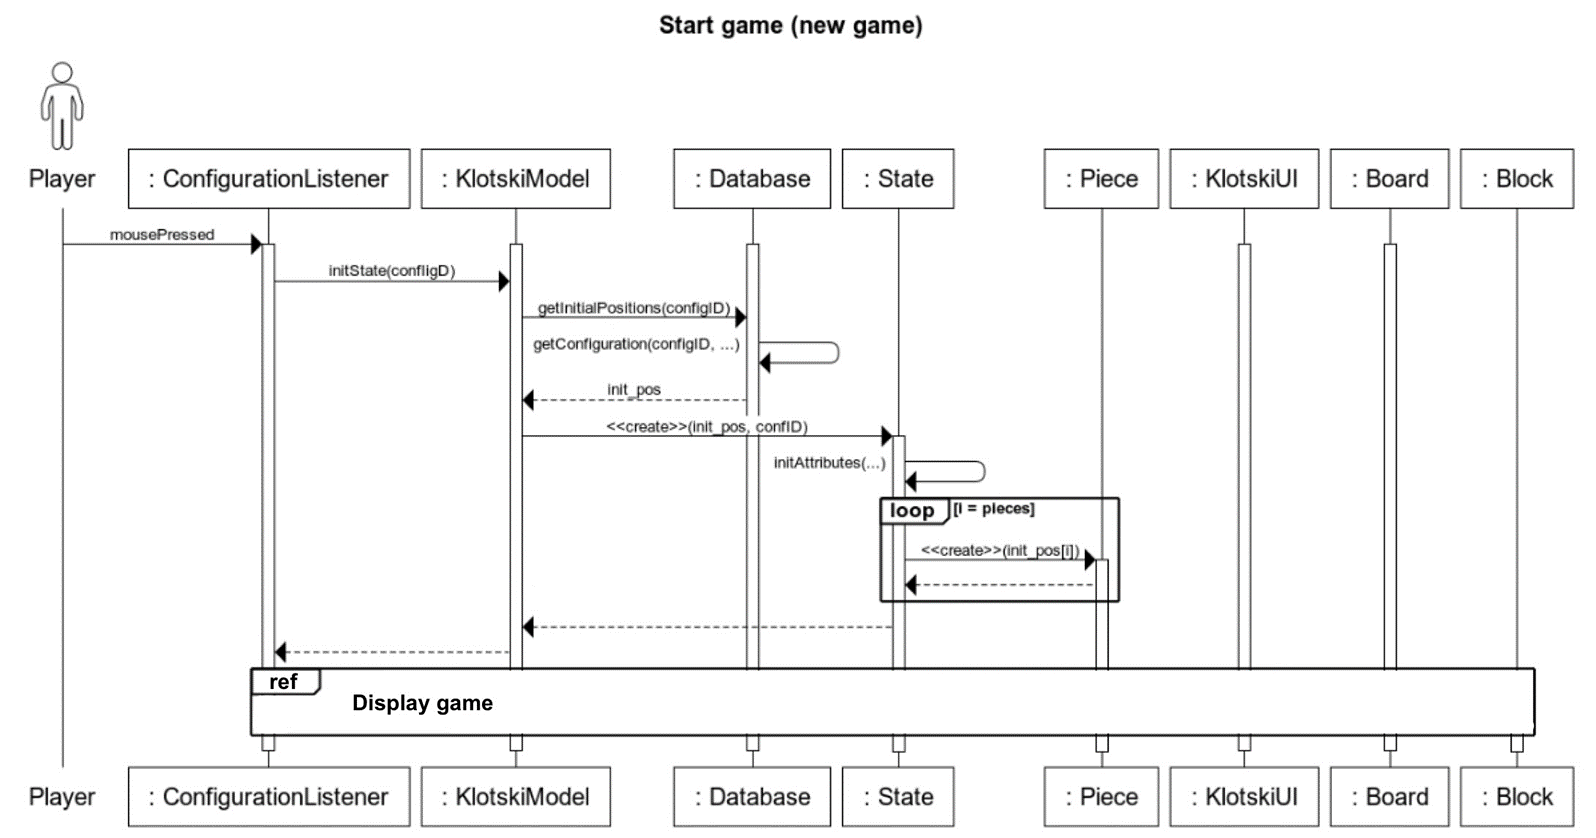 Start game (new game)
Player
: ConfigurationListener
: KlotskiModel
: Database
: State
: Piece
: KlotskiUI
: Board
: Block
mousePressed
initState(confIigD)
getInitialPositions(configID)
getConfiguration(configID, ...)
init_pos
<<create>>(init_pos, confID)
initAttributes(...)
loop [i = pieces]
<<create>>(init_pos[i])
ref
Display game
Player
: ConfigurationListener
: KlotskiModel
: Database
: State
: Piece
: KlotskiUI
: Board
: Block